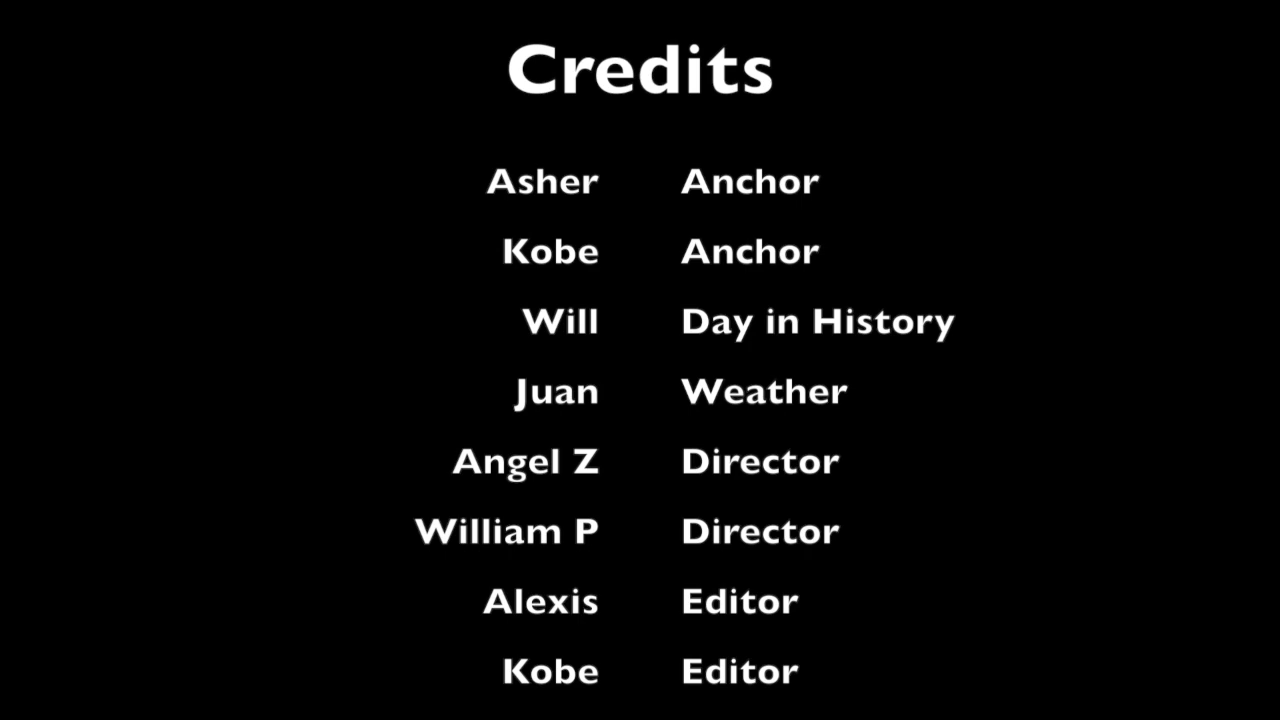 Credits
Asher Anchor
Kobe Anchor
Will Day in History
Juan Weather
Angel Z Director
William P Director
Alexis Editor
Kobe Editor